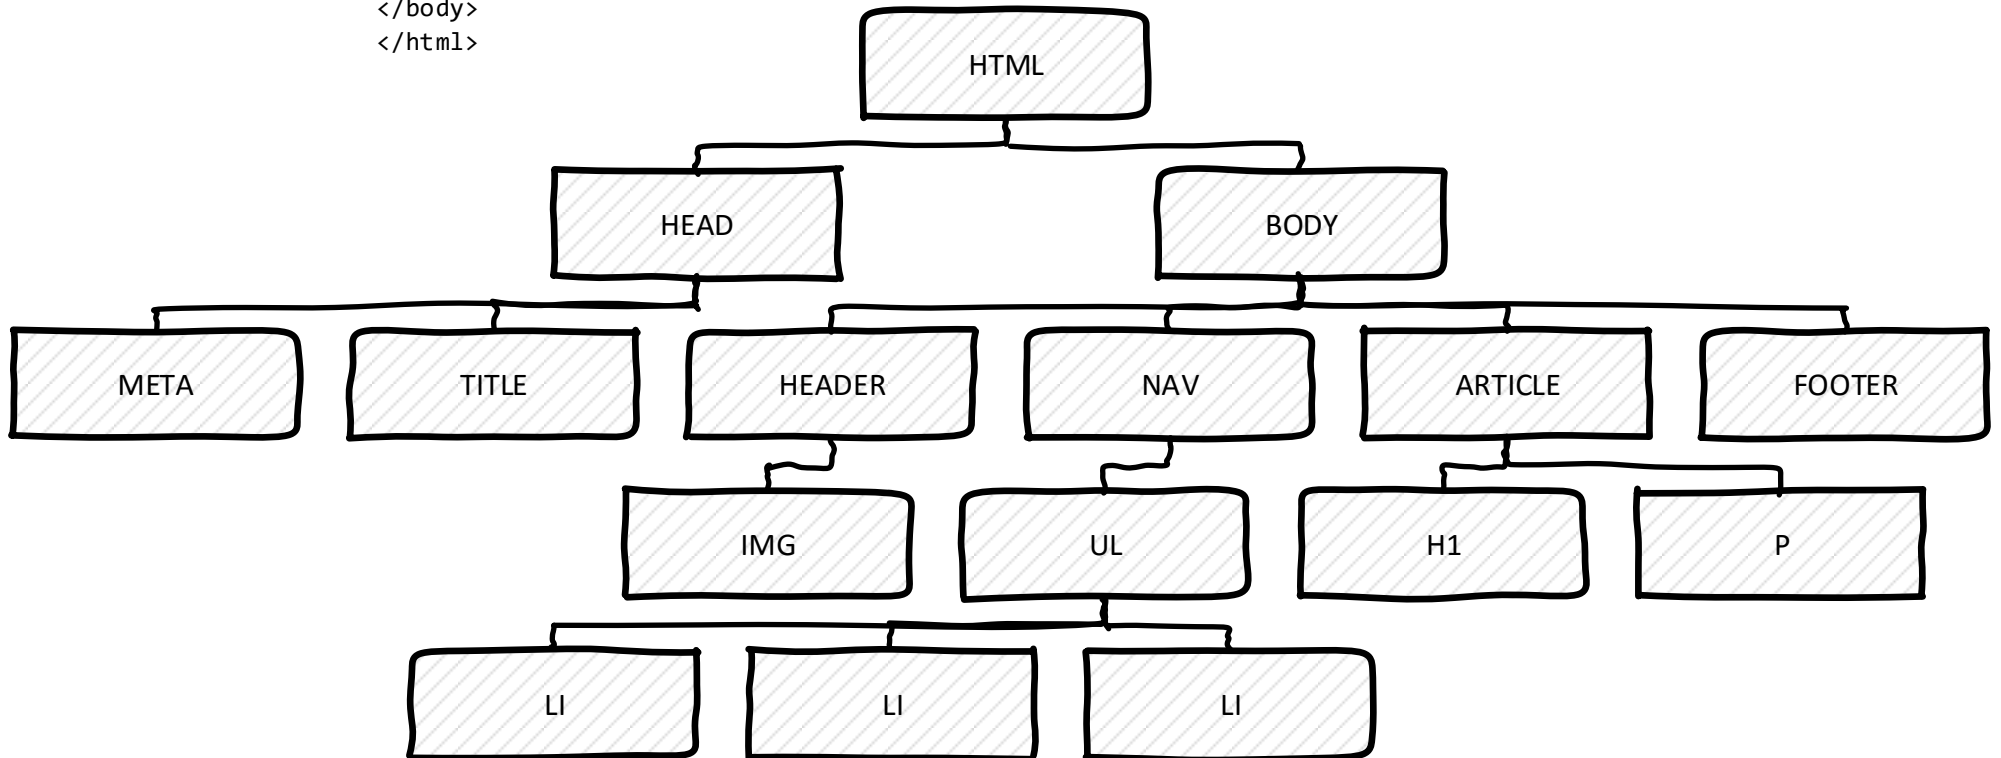 </body>
</html>
HTML
HEAD
BODY
META
TITLE
HEADER
NAV
ARTICLE
FOOTER
IMG
UL
H1
P
LI
LI
LI